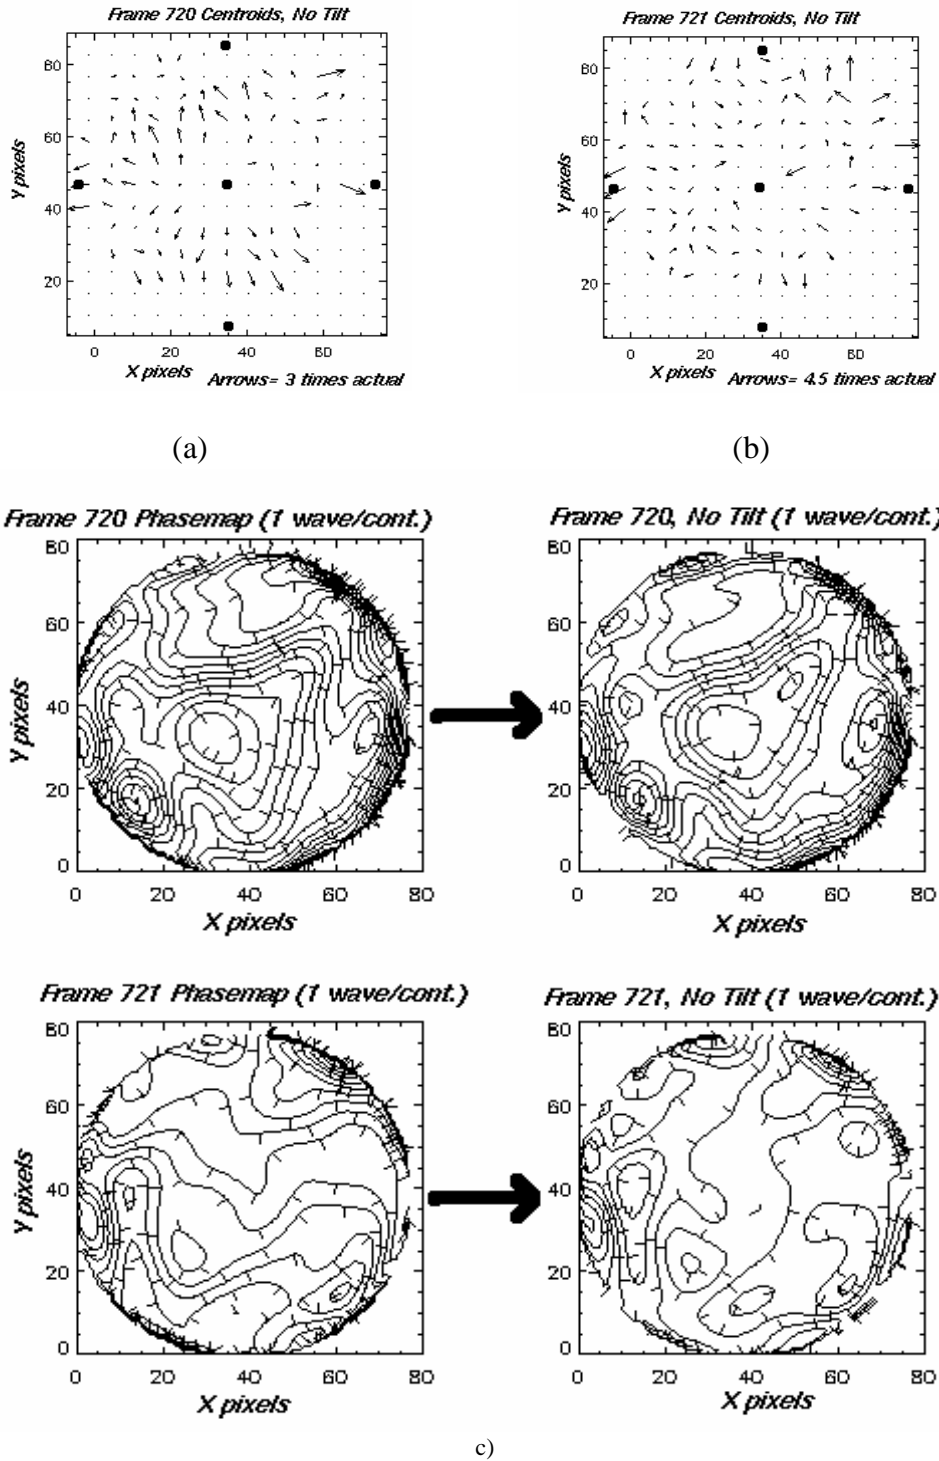 Frame 720 Centroids, No Tilt
Frame 721 Centroids, No Tilt
80
60
40
20
Y pixels
0 20 40 60
X pixels
Arrows= 3 times actual
80
60
40
20
Y pixels
0 20 40 60
X pixels
Arrows= 4.5 times actual
(a)
(b)
Frame 720 Phasemap (1 wave/cont.)
Frame 720, No Tilt (1 wave/cont.)
80
60
40
20
0
Y pixels
0 20 40 60 80
X pixels
80
60
40
20
0
0 20 40 60 80
X pixels
Frame 721 Phasemap (1 wave/cont.)
Frame 721, No Tilt (1 wave/cont.)
80
60
40
20
0
Y pixels
0 20 40 60 80
X pixels
80
60
40
20
0
0 20 40 60 80
X pixels
c)